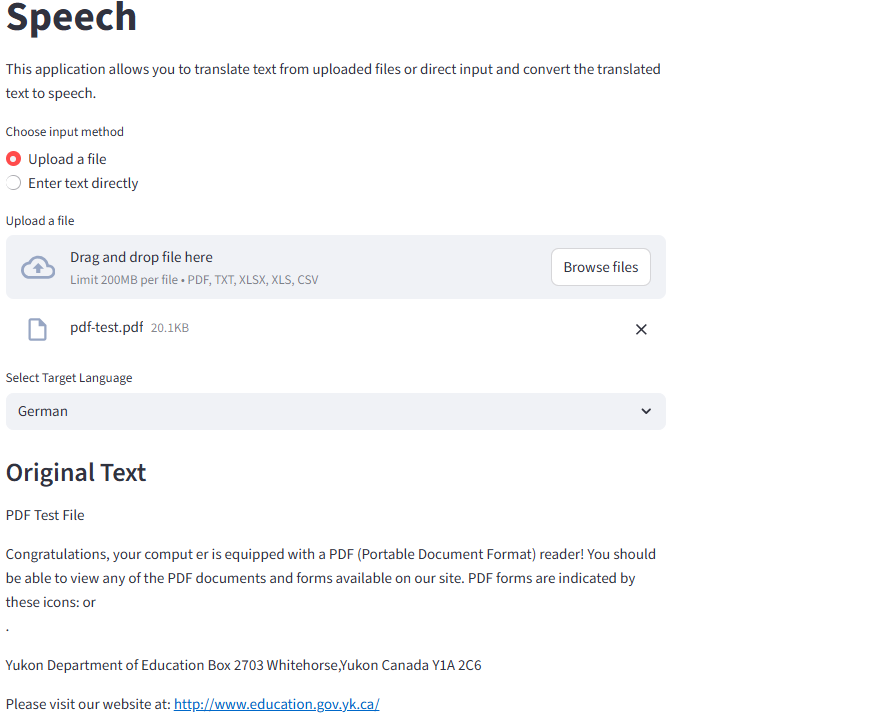 Speech
This application allows you to translate text from uploaded files or direct input and convert the translated
text to speech.
Choose input method
Upload a file
Enter text directly
Upload a file
Drag and drop file here
Limit 200MB per file • PDF, TXT, XLSX, XLS, CSV
Browse files
pdf-test.pdf 20.1KB
Select Target Language
German
Original Text
PDF Test File
Congratulations, your comput er is equipped with a PDF (Portable Document Format) reader! You should
be able to view any of the PDF documents and forms available on our site. PDF forms are indicated by
these icons: or
.
Yukon Department of Education Box 2703 Whitehorse,Yukon Canada Y1A 2C6
Please visit our website at: http://www.education.gov.yk.ca/